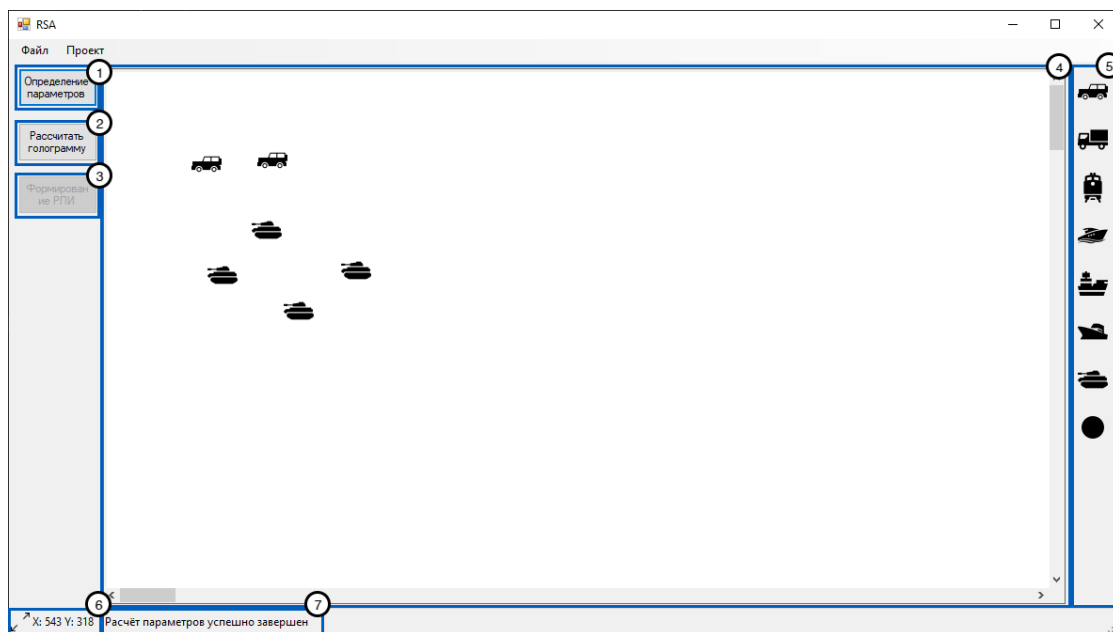 RSA
Файл Проект
1
Определение
параметров
2
Рассчитать
голограмму
3
Формирован
ие РПИ
4
5
6
X: 543 Y: 318
7
Расчёт параметров успешно завершен